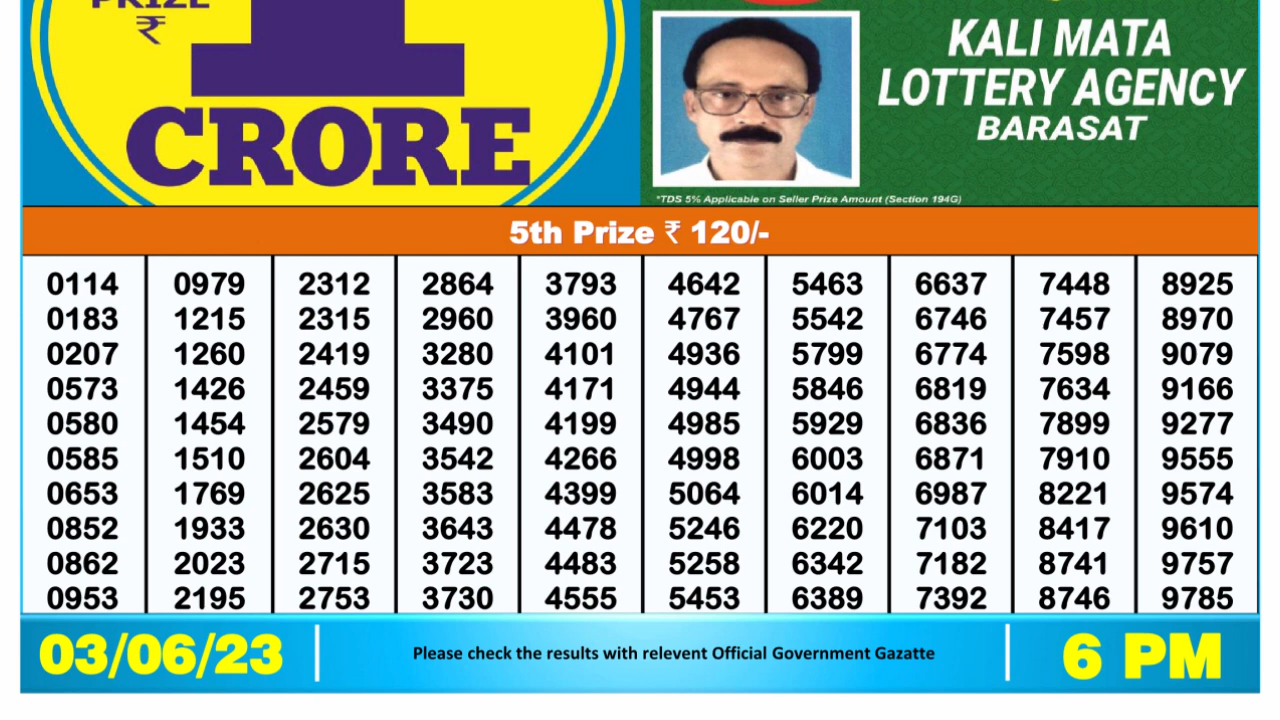 PRIZE
₹
1
CRORE
KALI MATA
LOTTERY AGENCY
BARASAT
*TDS 5% Applicable on Seller Prize Amount (Section 194G)
5th Prize ₹ 120/-
0114 0979 2312 2864 3793 4642 5463 6637 7448 8925
0183 1215 2315 2960 3960 4767 5542 6746 7457 8970
0207 1260 2419 3280 4101 4936 5799 6774 7598 9079
0573 1426 2459 3375 4171 4944 5846 6819 7634 9166
0580 1454 2579 3490 4199 4985 5929 6836 7899 9277
0585 1510 2604 3542 4266 4998 6003 6871 7910 9555
0653 1769 2625 3583 4399 5064 6014 6987 8221 9574
0852 1933 2630 3643 4478 5246 6220 7103 8417 9610
0862 2023 2715 3723 4483 5258 6342 7182 8741 9757
0953 2195 2753 3730 4555 5453 6389 7392 8746 9785
03/06/23
Please check the results with relevent Official Government Gazatte
6 PM